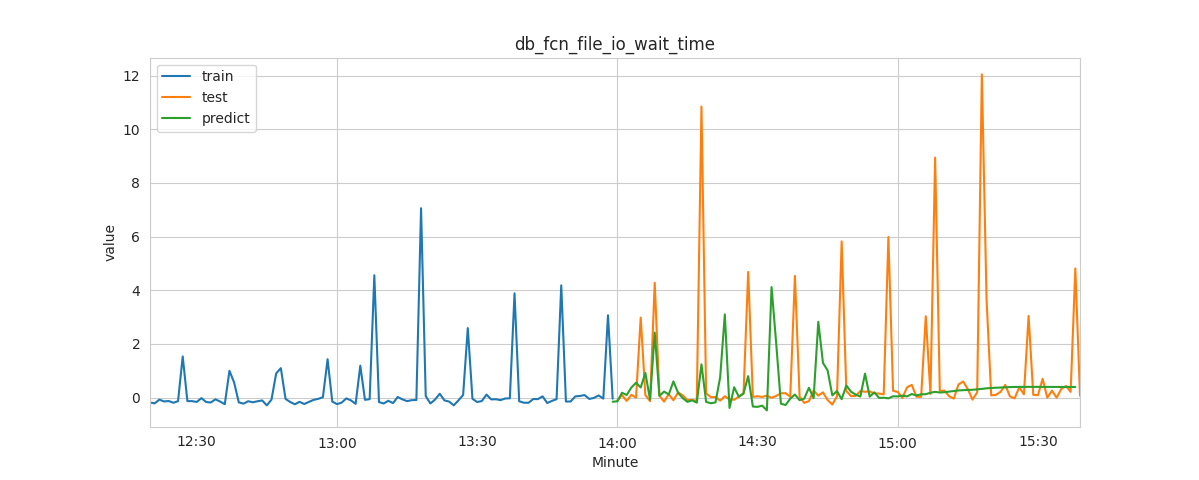 db_fcn_file_io_wait_time
train
test
predict
value
12
10
8
6
4
2
0
12:30 13:00 13:30 14:00 14:30 15:00 15:30
Minute